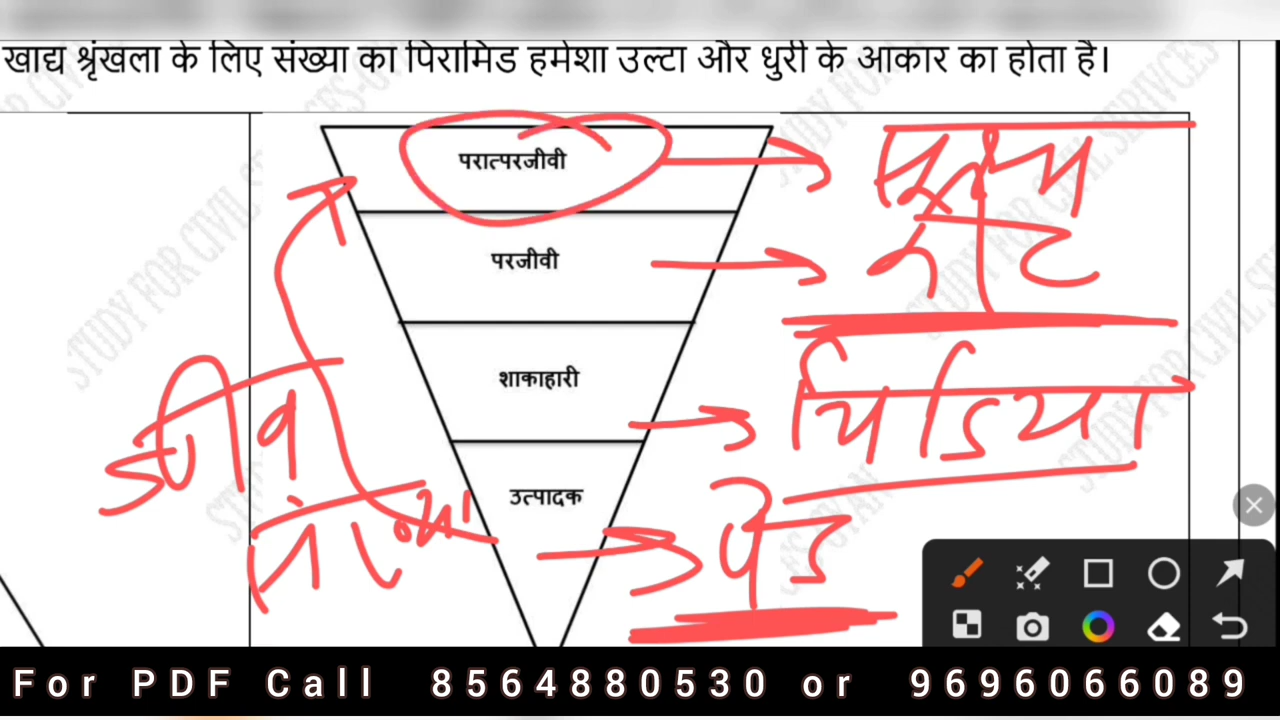 खाद्य श्रृंखला के लिए संख्या का पिरामिड हमेशा उल्टा और धुरी के आकार का होता है।
परात्परजीवी
परजीवी
शाकाहारी
चिडिया
उत्पादक
पेड
For PDF Call 8564880530 or 9696066089